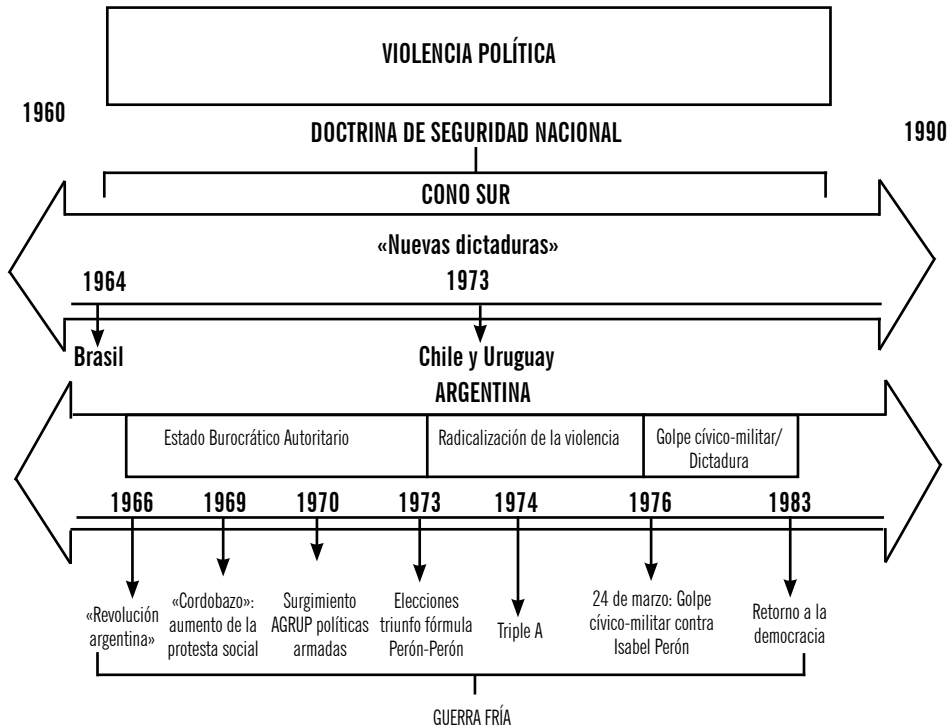 VIOLENCIA POLÍTICA
1960
1990
DOCTRINA DE SEGURIDAD NACIONAL
CONO SUR
«Nuevas dictaduras»
1964
1973
Brasil
Chile y Uruguay
ARGENTINA
Estado Burocrático Autoritario
Radicalización de la violencia
Golpe cívico-militar/
Dictadura
1966
1969
1970
1973
1974
1976
1983
«Revolución
argentina»
«Cordobazo»:
aumento de la
protesta social
Surgimiento
AGRUP políticas
armadas
Elecciones
triunfo fórmula
Perón-Perón
Triple A
24 de marzo: Golpe
cívico-militar contra
Isabel Perón
Retorno a la
democracia
GUERRA FRÍA